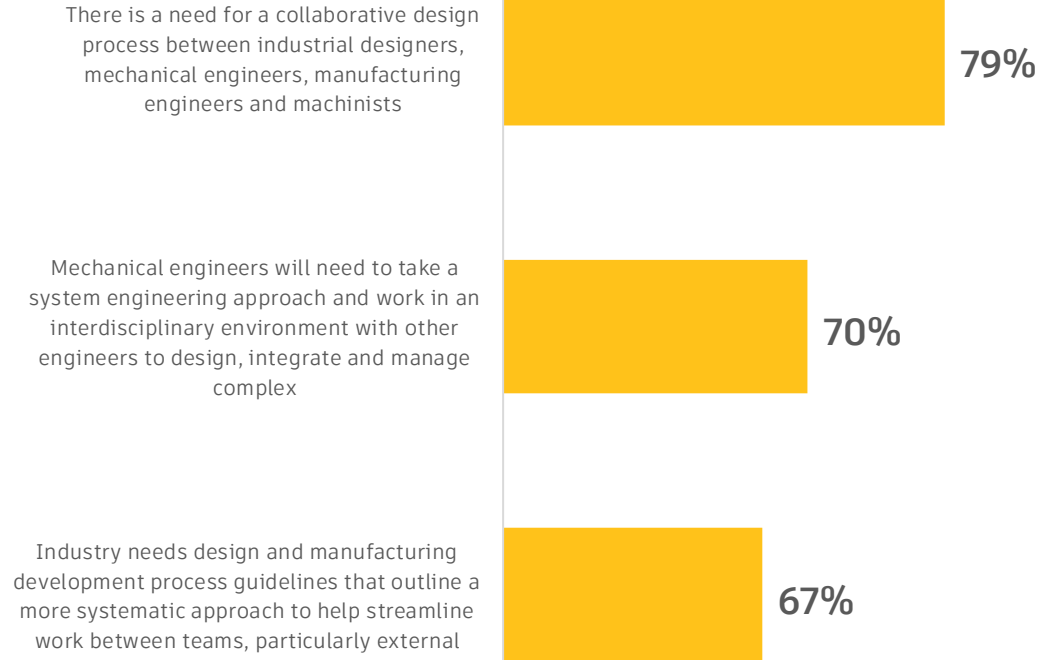 There is a need for a collaborative design
process between industrial designers,
mechanical engineers, manufacturing
engineers and machinists
79%
Mechanical engineers will need to take a
system engineering approach and work in an
interdisciplinary environment with other
engineers to design, integrate and manage
complex
70%
Industry needs design and manufacturing
development process guidelines that outline a
more systematic approach to help streamline
work between teams, particularly external
67%